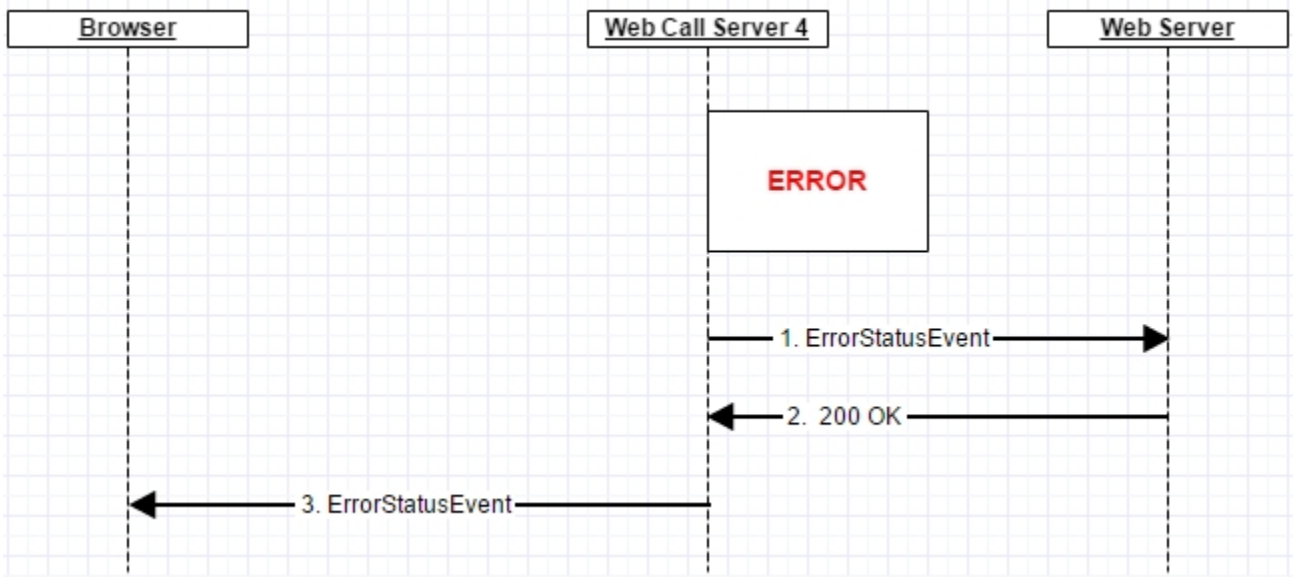 Browser
Web Call Server 4
Web Server
ERROR
1. ErrorStatusEvent
2. 200 OK
3. ErrorStatusEvent